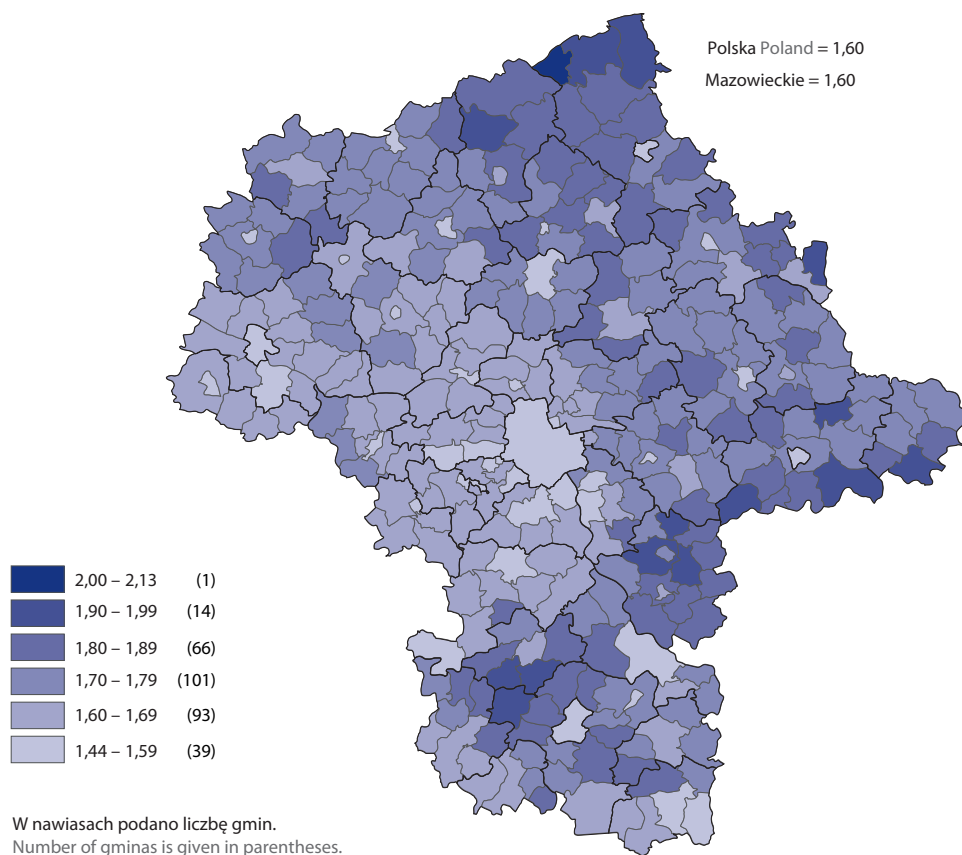 Polska Poland = 1,60
Mazowieckie = 1,60
2,00 – 2,13 (1)
1,90 – 1,99 (14)
1,80 – 1,89 (66)
1,70 – 1,79 (101)
1,60 – 1,69 (93)
1,44 – 1,59 (39)
W nawiasach podano liczbę gmin.
Number of gminas is given in parentheses.